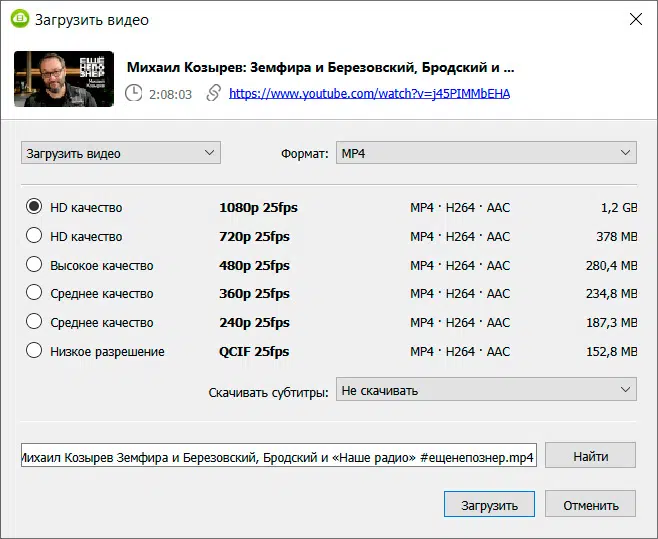 Загрузить видео
ЕЩЕ
НЕПО
ЗНЕР
Михаил
Козырев
Михаил Козырев: Земфира и Березовский, Бродский и ...
2:08:03 https://www.youtube.com/watch?v=j45PIMMbEHA
Загрузить видео Формат: MP4
HD качество 1080p 25fps MP4 · H264 · AAC 1,2 GB
HD качество 720p 25fps MP4 · H264 · AAC 378 MB
Высокое качество 480p 25fps MP4 · H264 · AAC 280,4 MB
Среднее качество 360p 25fps MP4 · H264 · AAC 234,8 MB
Среднее качество 240p 25fps MP4 · H264 · AAC 187,3 MB
Низкое разрешение QCIF 25fps MP4 · H264 · AAC 152,8 MB
Скачивать субтитры: Не скачивать
Михаил Козырев Земфира и Березовский, Бродский и «Наше радио» #ещенепознер.mp4 Найти
Загрузить Отменить